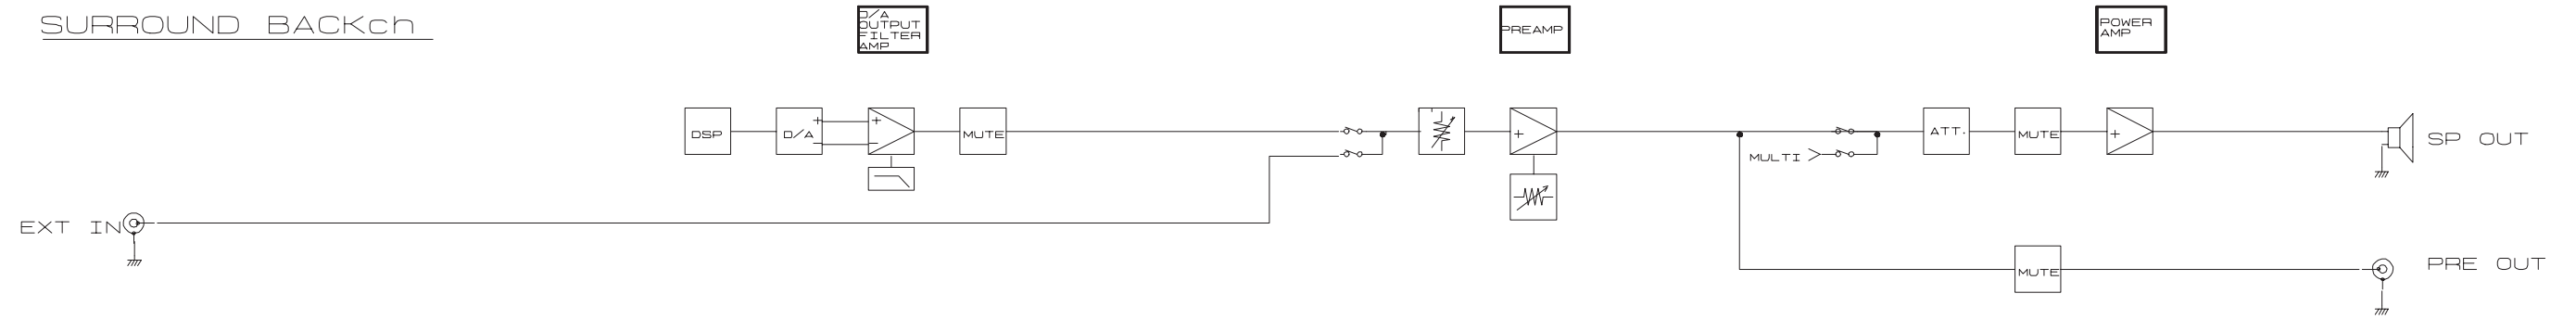 SURROUND BACKch
D/A
OUTPUT
FILTER
AMP
PREAMP
POWER
AMP
DSP
D/A
+
−
+
−
MUTE
+
MULTI
ATT.
MUTE
+
SP OUT
EXT IN
MUTE
PRE OUT